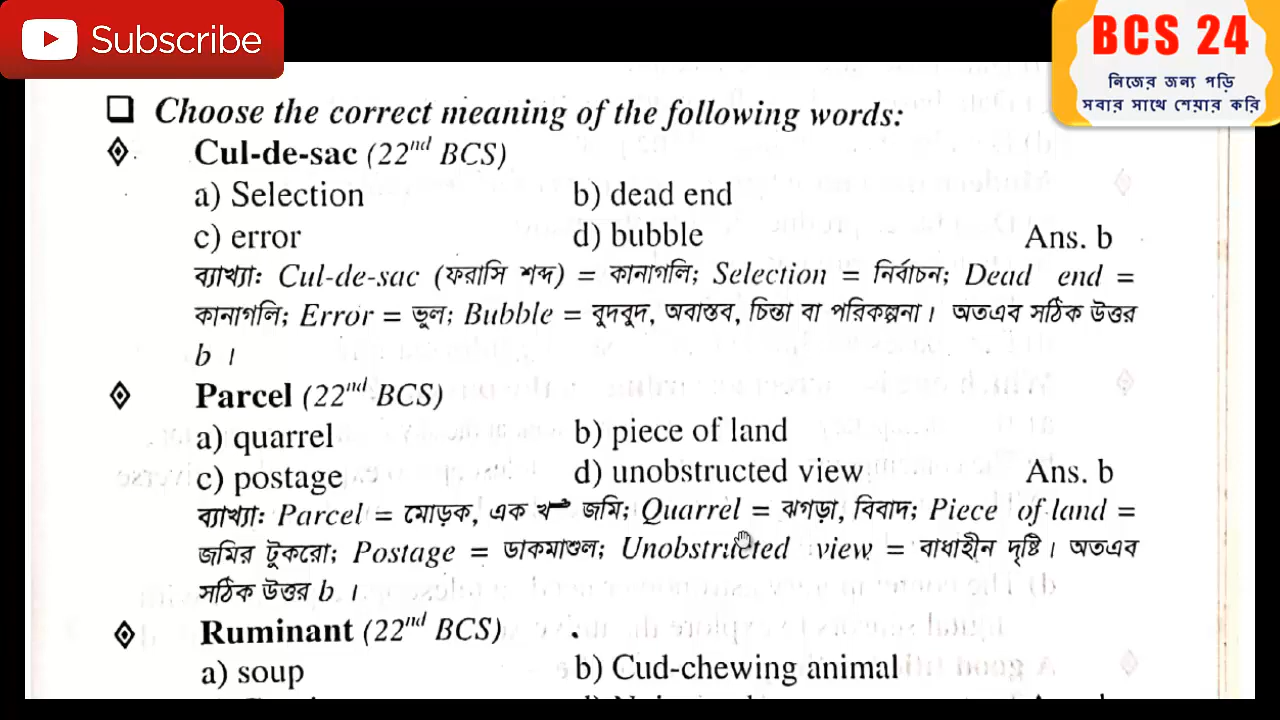 Subscribe
BCS 24
নিজের জন্য পড়ি
সবার সাথে শেয়ার করি
Choose the correct meaning of the following words:
Cul-de-sac (22nd BCS)
a) Selection b) dead end
c) error d) bubble Ans. b
ব্যাখ্যাঃ Cul-de-sac (ফরাসি শব্দ) = কানাগলি; Selection = নির্বাচন; Dead end =
কানাগলি; Error = ভুল; Bubble = বুদবুদ, অবাস্তব, চিন্তা বা পরিকল্পনা। অতএব সঠিক উত্তর
b ।
Parcel (22nd BCS)
a) quarrel b) piece of land
c) postage d) unobstructed view Ans. b
ব্যাখ্যাঃ Parcel = মোড়ক, এক জমি; Quarrel = ঝগড়া, বিবাদ; Piece of land =
জমির টুকরো; Postage = ডাকমাশুল; Unobstructed view = বাধাহীন দৃষ্টি। অতএব
সঠিক উত্তর b ।
Ruminant (22nd BCS)
a) soup b) Cud-chewing animal